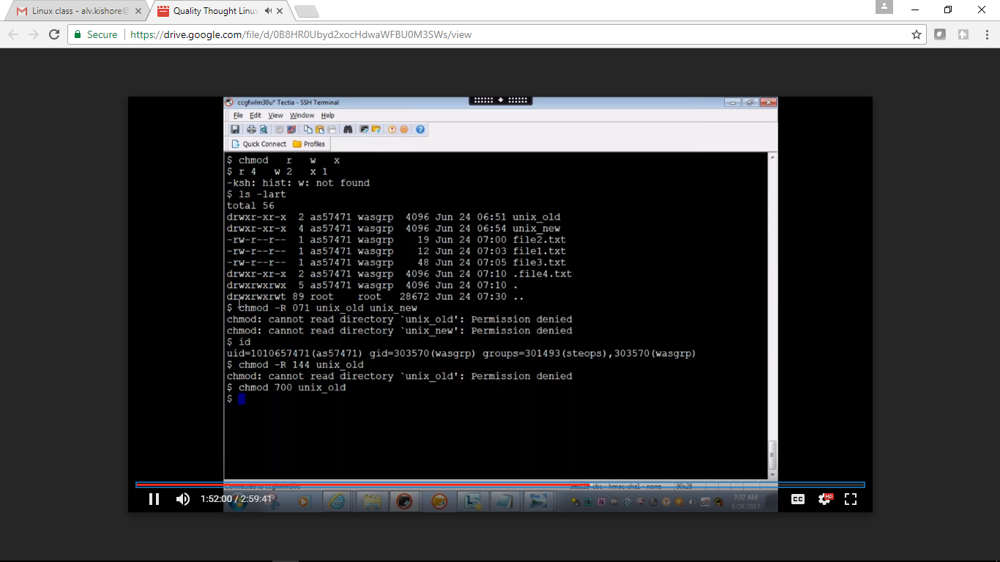 Linux class - alv.kishore@
Quality Thought Linux
Secure
https://drive.google.com/file/d/0B8HR0Ubyd2xocHdwaWFBU0M3SWs/view
ccgfwlm30u* Tectia - SSH Terminal
File Edit View Window Help
Quick Connect Profiles
$ chmod   r   w   x
$ r 4   w 2   x 1
-ksh: hist: w: not found
$ ls -lart
total 56
drwxr-xr-x  2 as57471 wasgrp  4096 Jun 24 06:51 unix_old
drwxr-xr-x  4 as57471 wasgrp  4096 Jun 24 06:54 unix_new
-rw-r--r--  1 as57471 wasgrp    19 Jun 24 07:00 file2.txt
-rw-r--r--  1 as57471 wasgrp    12 Jun 24 07:03 file1.txt
-rw-r--r--  1 as57471 wasgrp    48 Jun 24 07:05 file3.txt
drwxr-xr-x  2 as57471 wasgrp  4096 Jun 24 07:10 .file4.txt
drwxrwxrwx  5 as57471 wasgrp  4096 Jun 24 07:10 .
drwxrwxrwt 89 root    root   28672 Jun 24 07:30 ..
$ chmod -R 071 unix_old unix_new
chmod: cannot read directory `unix_old': Permission denied
chmod: cannot read directory `unix_new': Permission denied
$ id
uid=1010657471(as57471) gid=303570(wasgrp) groups=301493(steops),303570(wasgrp)
$ chmod -R 144 unix_old
chmod: cannot read directory `unix_old': Permission denied
$ chmod 700 unix_old
$
Connected to ccgfwlm30u
aes128-cbc - hmac-sha1 - none
90x28
1:52:00 / 2:59:41
CC
HD
7:37 AM
6/24/2017